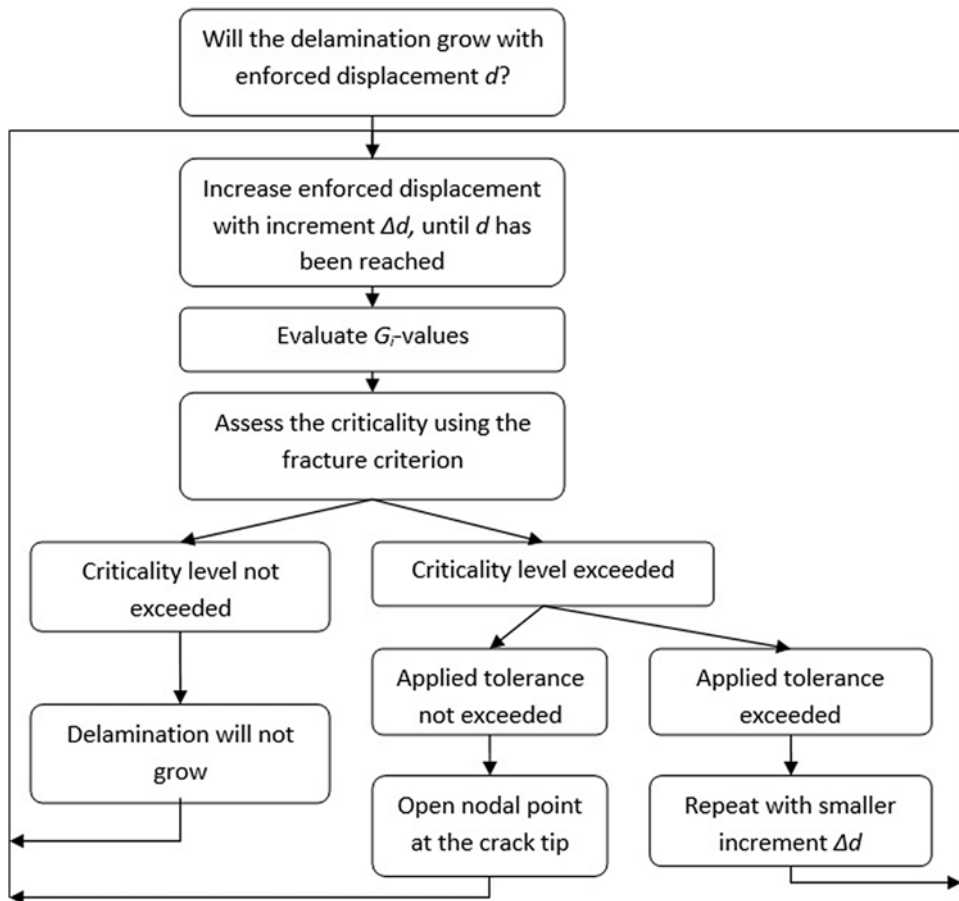 Will the delamination grow with
enforced displacement d?
Increase enforced displacement
with increment Δd, until d has
been reached
Evaluate Gi-values
Assess the criticality using the
fracture criterion
Criticality level not
exceeded
Criticality level exceeded
Applied tolerance
not exceeded
Applied tolerance
exceeded
Delamination will not
grow
Open nodal point
at the crack tip
Repeat with smaller
increment Δd